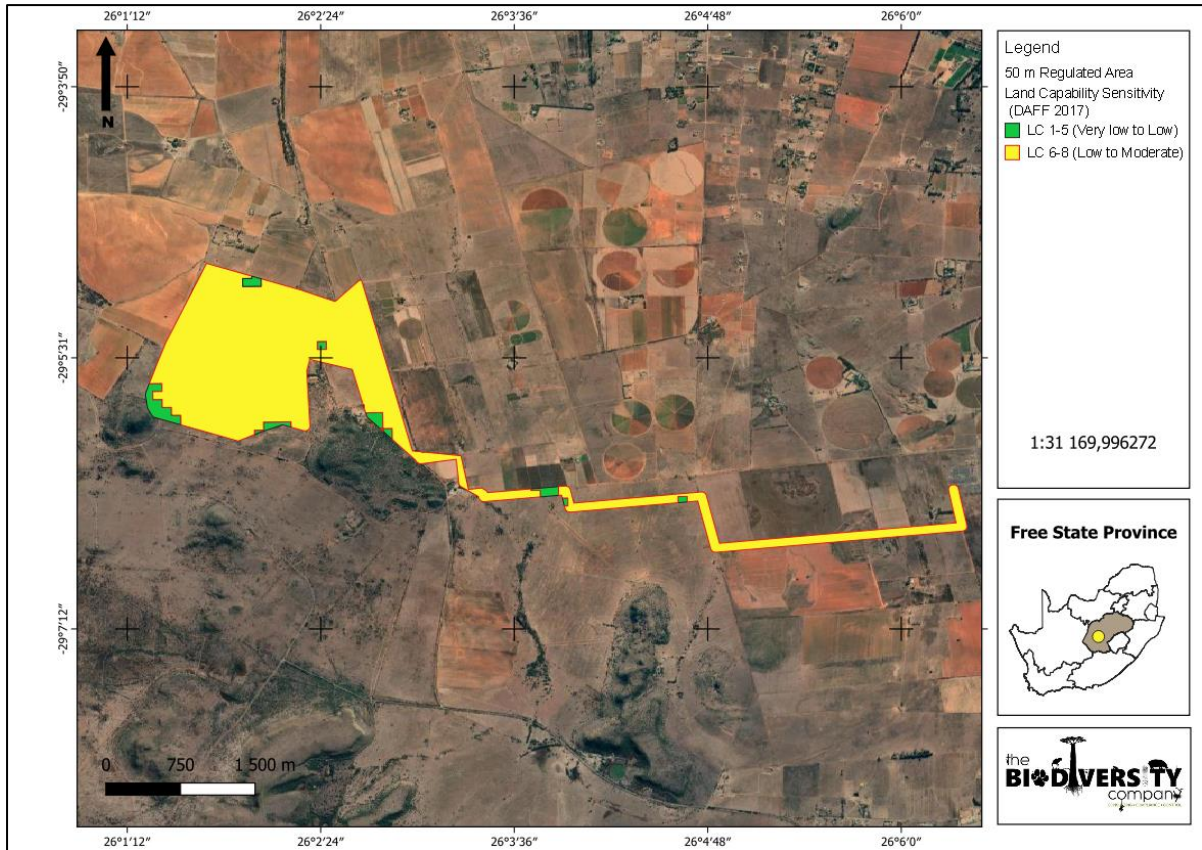 26°1'12" 26°2'24" 26°3'36" 26°4'48" 26°6'0"
-29°3'50"
-29°5'31"
-29°7'12"
N
0 750 1 500 m
26°1'12" 26°2'24" 26°3'36" 26°4'48" 26°6'0"
Legend
50 m Regulated Area
Land Capability Sensitivity
(DAFF 2017)
LC 1-5 (Very low to Low)
LC 6-8 (Low to Moderate)
1:31 169,996272
Free State Province
the
BIODIVERSITY
company